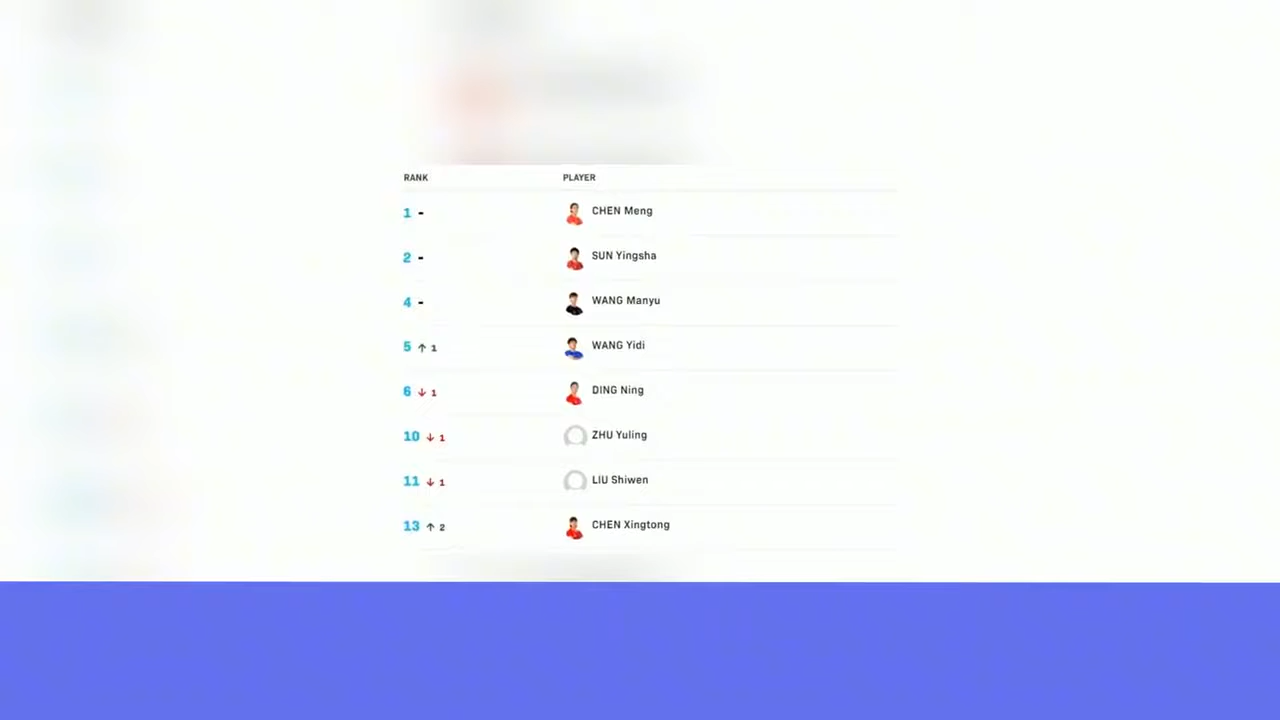 RANK PLAYER
1 - CHEN Meng
2 - SUN Yingsha
4 - WANG Manyu
5 ↑ 1 WANG Yidi
6 ↓ 1 DING Ning
10 ↓ 1 ZHU Yuling
11 ↓ 1 LIU Shiwen
13 ↑ 2 CHEN Xingtong